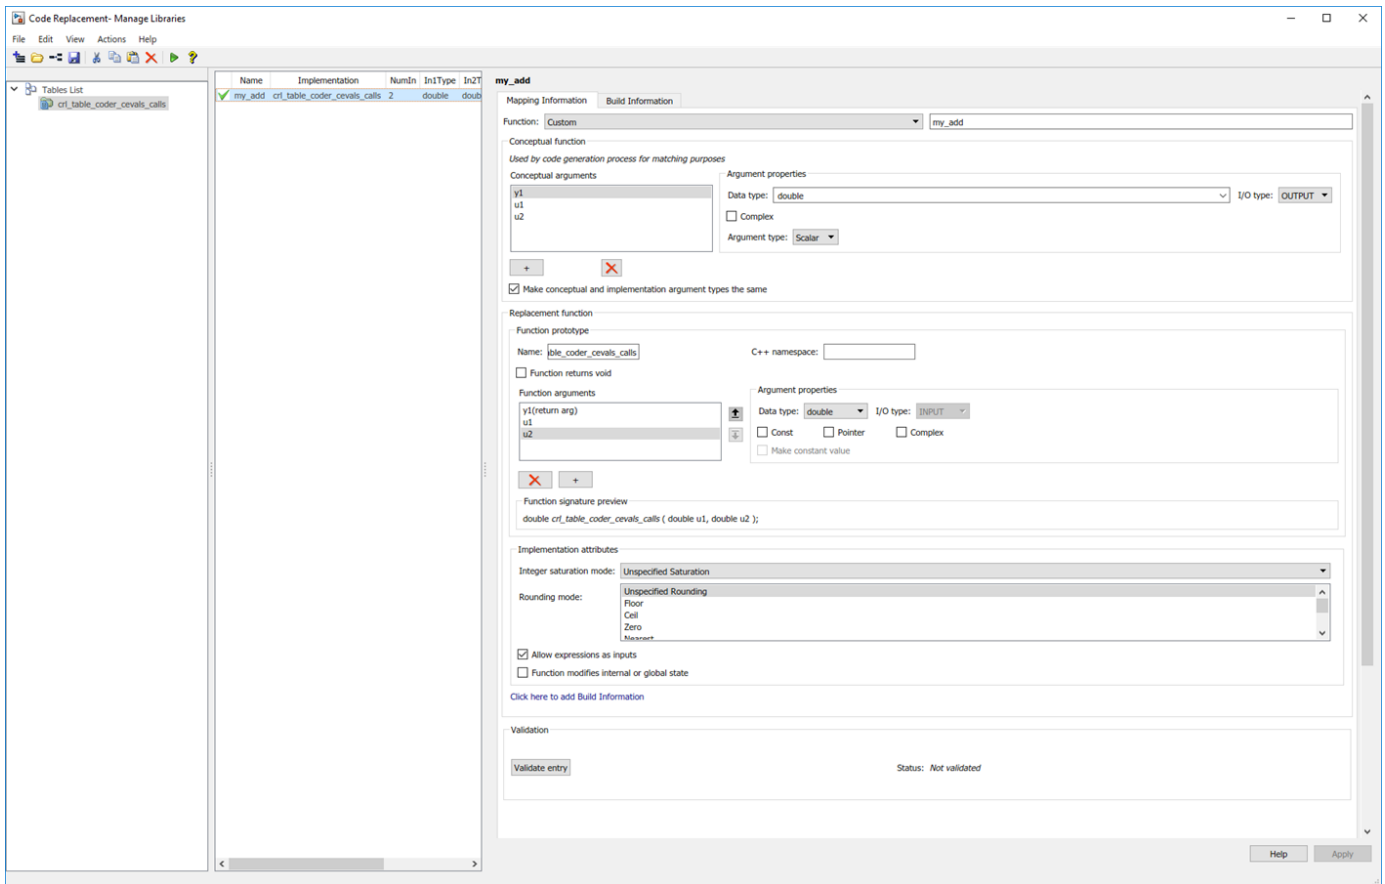 Code Replacement- Manage Libraries
File Edit View Actions Help
Tables List
crl_table_coder_cevals_calls
Name Implementation NumIn In1Type In2T
my_add crl_table_coder_cevals_calls 2 double doub
my_add
Mapping Information Build Information
Function: Custom my_add
Conceptual function
Used by code generation process for matching purposes
Conceptual arguments
y1
u1
u2
Argument properties
Data type: double I/O type: OUTPUT
Complex
Argument type: Scalar
+
Make conceptual and implementation argument types the same
Replacement function
Function prototype
Name: ble_coder_cevals_calls C++ namespace:
Function returns void
Function arguments
y1(return arg)
u1
u2
Argument properties
Data type: double I/O type: INPUT
Const Pointer Complex
Make constant value
+
Function signature preview
double crl_table_coder_cevals_calls ( double u1, double u2 );
Implementation attributes
Integer saturation mode: Unspecified Saturation
Rounding mode: Unspecified Rounding
Floor
Ceil
Zero
Nearest
Allow expressions as inputs
Function modifies internal or global state
Click here to add Build Information
Validation
Validate entry Status: Not validated
Help Apply